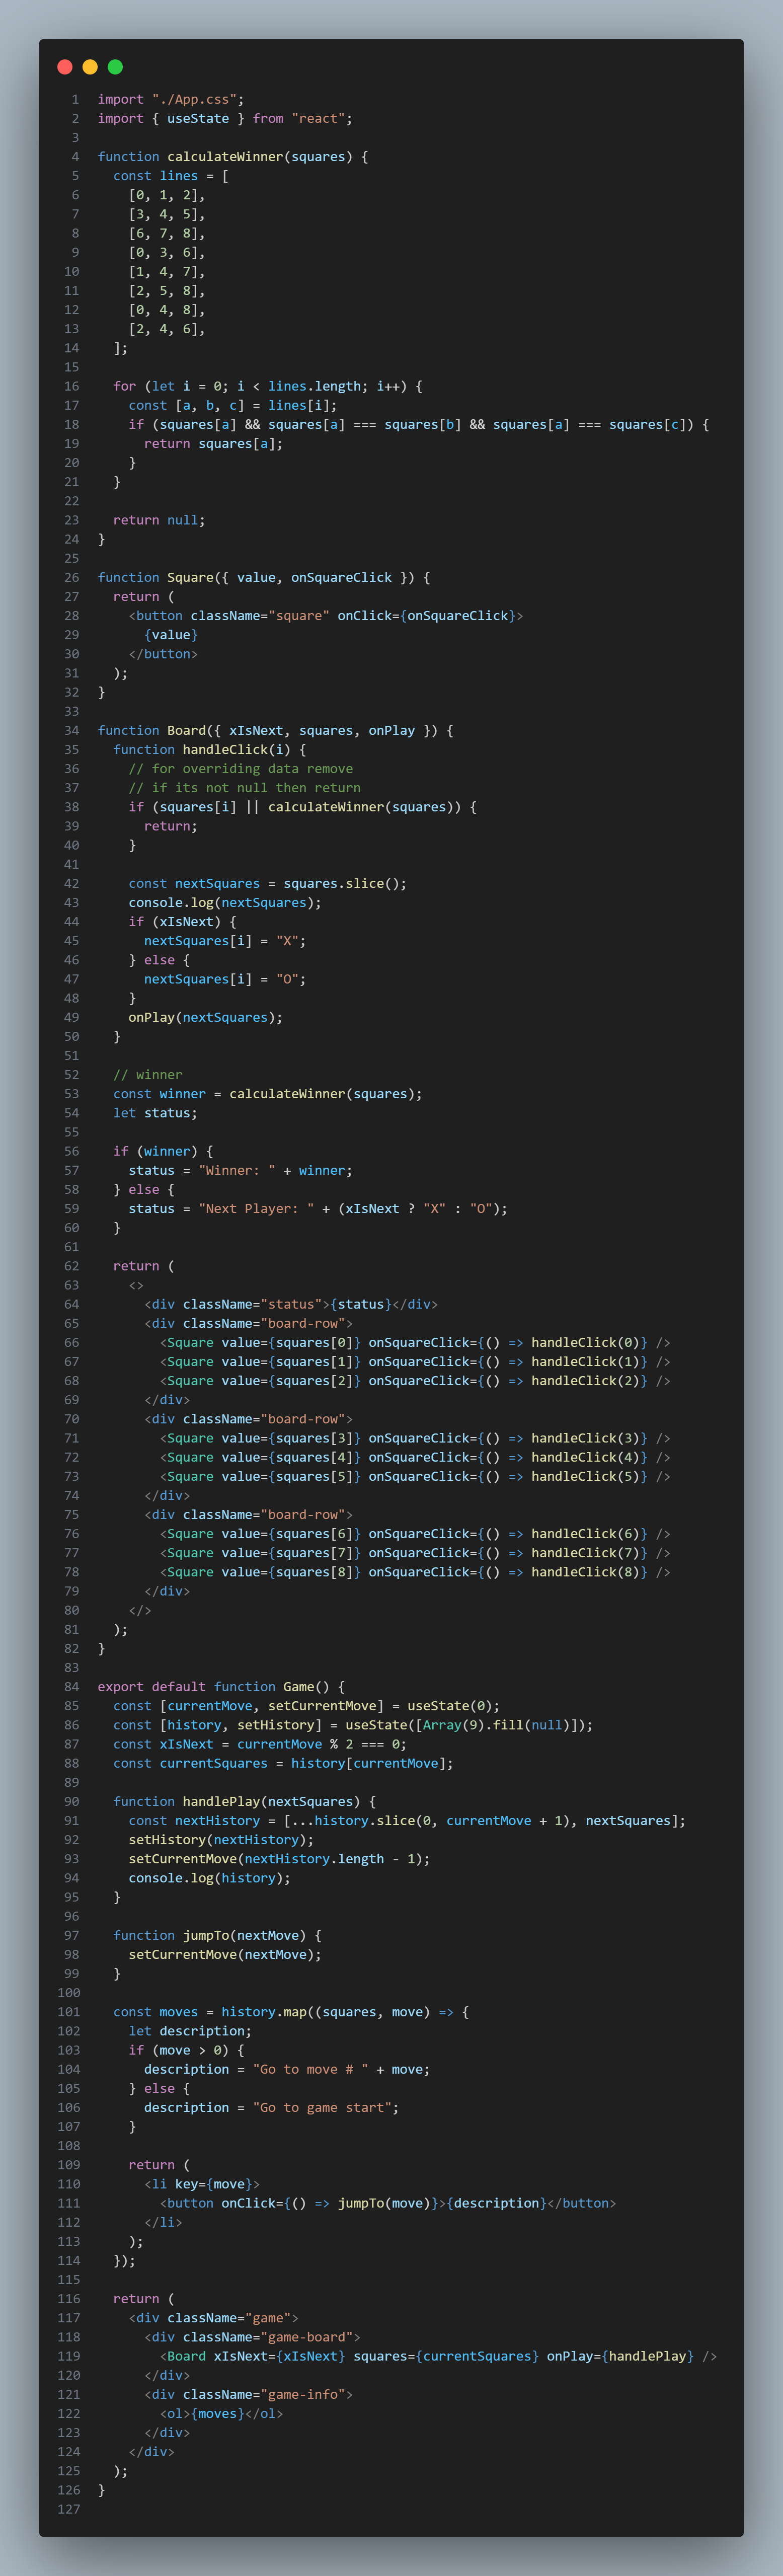 1 import "./App.css";
2 import { useState } from "react";
3
4 function calculateWinner(squares) {
5   const lines = [
6     [0, 1, 2],
7     [3, 4, 5],
8     [6, 7, 8],
9     [0, 3, 6],
10     [1, 4, 7],
11     [2, 5, 8],
12     [0, 4, 8],
13     [2, 4, 6],
14   ];
15
16   for (let i = 0; i < lines.length; i++) {
17     const [a, b, c] = lines[i];
18     if (squares[a] && squares[a] === squares[b] && squares[a] === squares[c]) {
19       return squares[a];
20     }
21   }
22
23   return null;
24 }
25
26 function Square({ value, onSquareClick }) {
27   return (
28     <button className="square" onClick={onSquareClick}>
29       {value}
30     </button>
31   );
32 }
33
34 function Board({ xIsNext, squares, onPlay }) {
35   function handleClick(i) {
36     // for overriding data remove
37     // if its not null then return
38     if (squares[i] || calculateWinner(squares)) {
39       return;
40     }
41
42     const nextSquares = squares.slice();
43     console.log(nextSquares);
44     if (xIsNext) {
45       nextSquares[i] = "X";
46     } else {
47       nextSquares[i] = "O";
48     }
49     onPlay(nextSquares);
50   }
51
52   // winner
53   const winner = calculateWinner(squares);
54   let status;
55
56   if (winner) {
57     status = "Winner: " + winner;
58   } else {
59     status = "Next Player: " + (xIsNext ? "X" : "O");
60   }
61
62   return (
63     <>
64       <div className="status">{status}</div>
65       <div className="board-row">
66         <Square value={squares[0]} onSquareClick={() => handleClick(0)} />
67         <Square value={squares[1]} onSquareClick={() => handleClick(1)} />
68         <Square value={squares[2]} onSquareClick={() => handleClick(2)} />
69       </div>
70       <div className="board-row">
71         <Square value={squares[3]} onSquareClick={() => handleClick(3)} />
72         <Square value={squares[4]} onSquareClick={() => handleClick(4)} />
73         <Square value={squares[5]} onSquareClick={() => handleClick(5)} />
74       </div>
75       <div className="board-row">
76         <Square value={squares[6]} onSquareClick={() => handleClick(6)} />
77         <Square value={squares[7]} onSquareClick={() => handleClick(7)} />
78         <Square value={squares[8]} onSquareClick={() => handleClick(8)} />
79       </div>
80     </>
81   );
82 }
83
84 export default function Game() {
85   const [currentMove, setCurrentMove] = useState(0);
86   const [history, setHistory] = useState([Array(9).fill(null)]);
87   const xIsNext = currentMove % 2 === 0;
88   const currentSquares = history[currentMove];
89
90   function handlePlay(nextSquares) {
91     const nextHistory = [...history.slice(0, currentMove + 1), nextSquares];
92     setHistory(nextHistory);
93     setCurrentMove(nextHistory.length - 1);
94     console.log(history);
95   }
96
97   function jumpTo(nextMove) {
98     setCurrentMove(nextMove);
99   }
100
101   const moves = history.map((squares, move) => {
102     let description;
103     if (move > 0) {
104       description = "Go to move # " + move;
105     } else {
106       description = "Go to game start";
107     }
108
109     return (
110       <li key={move}>
111         <button onClick={() => jumpTo(move)}>{description}</button>
112       </li>
113     );
114   });
115
116   return (
117     <div className="game">
118       <div className="game-board">
119         <Board xIsNext={xIsNext} squares={currentSquares} onPlay={handlePlay} />
120       </div>
121       <div className="game-info">
122         <ol>{moves}</ol>
123       </div>
124     </div>
125   );
126 }
127